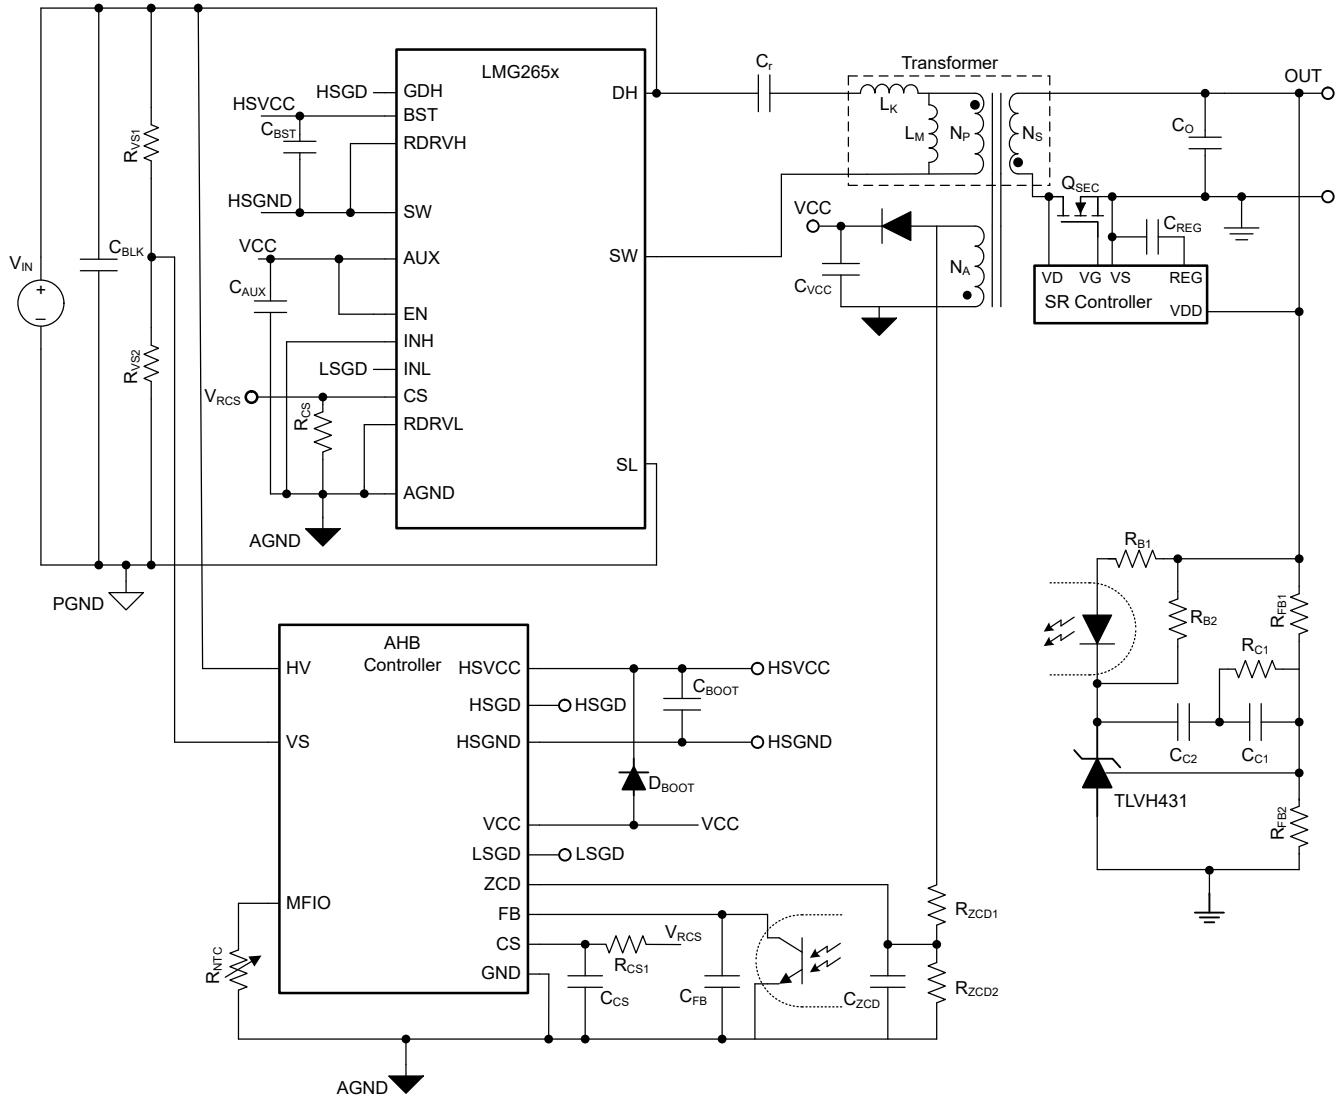 LMG265x
HSGD
GDH
DH
HSVCC
BST
CBST
RDRVH
HSGND
SW
VCC
AUX
CAUX
EN
INH
LSGD
INL
VRCS
CS
RCS
RDRVL
SL
AGND
AGND
SW
VIN
+
−
CBLK
RVS1
RVS2
PGND
Cr
Transformer
LK
LM
NP
NS
NA
VCC
CVCC
OUT
CO
QSEC
CREG
VD
VG
VS
REG
SR Controller
VDD
AHB
Controller
HV
VS
MFIO
HSVCC
HSGD
HSGND
VCC
LSGD
ZCD
FB
CS
GND
HSVCC
CBOOT
HSGD
HSGND
DBOOT
VCC
LSGD
VRCS
RCS1
CCS
CFB
CZCD
RZCD1
RZCD2
RNTC
AGND
RB1
RB2
RFB1
RC1
CC2
CC1
TLVH431
RFB2